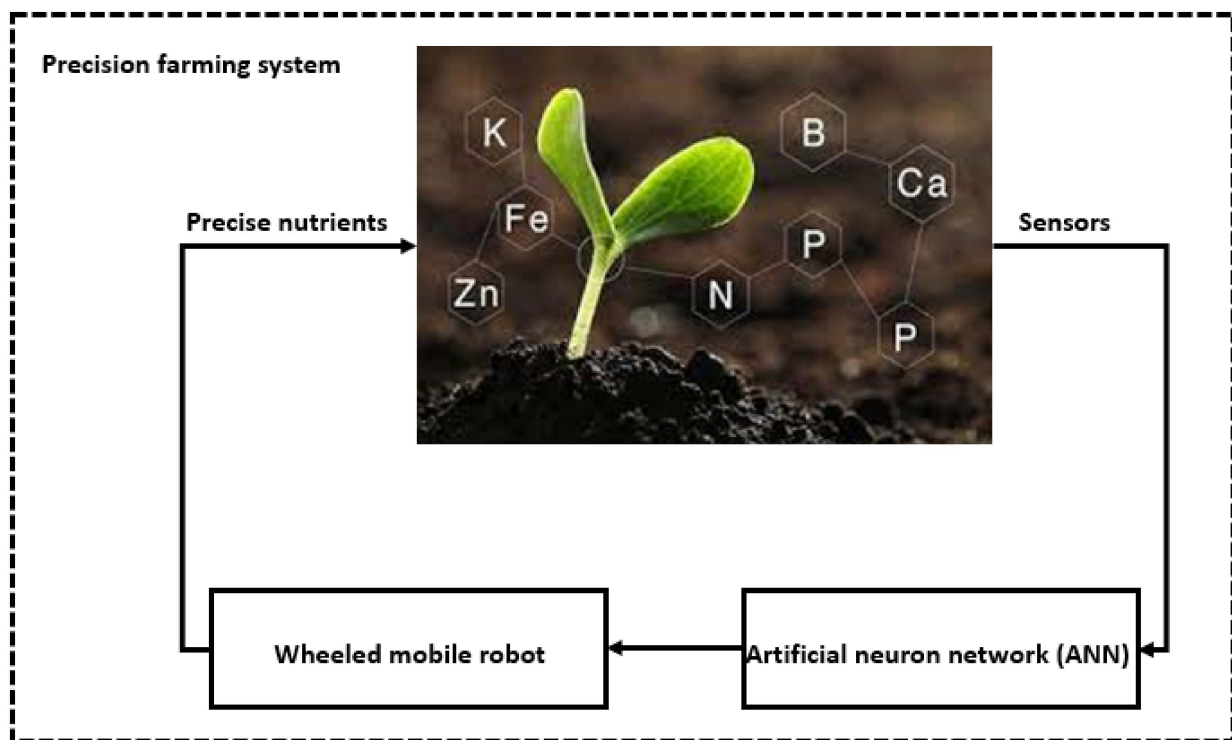 Precision farming system
K
B
Ca
Fe
P
Zn
N
P
Precise nutrients
Sensors
Wheeled mobile robot
Artificial neuron network (ANN)